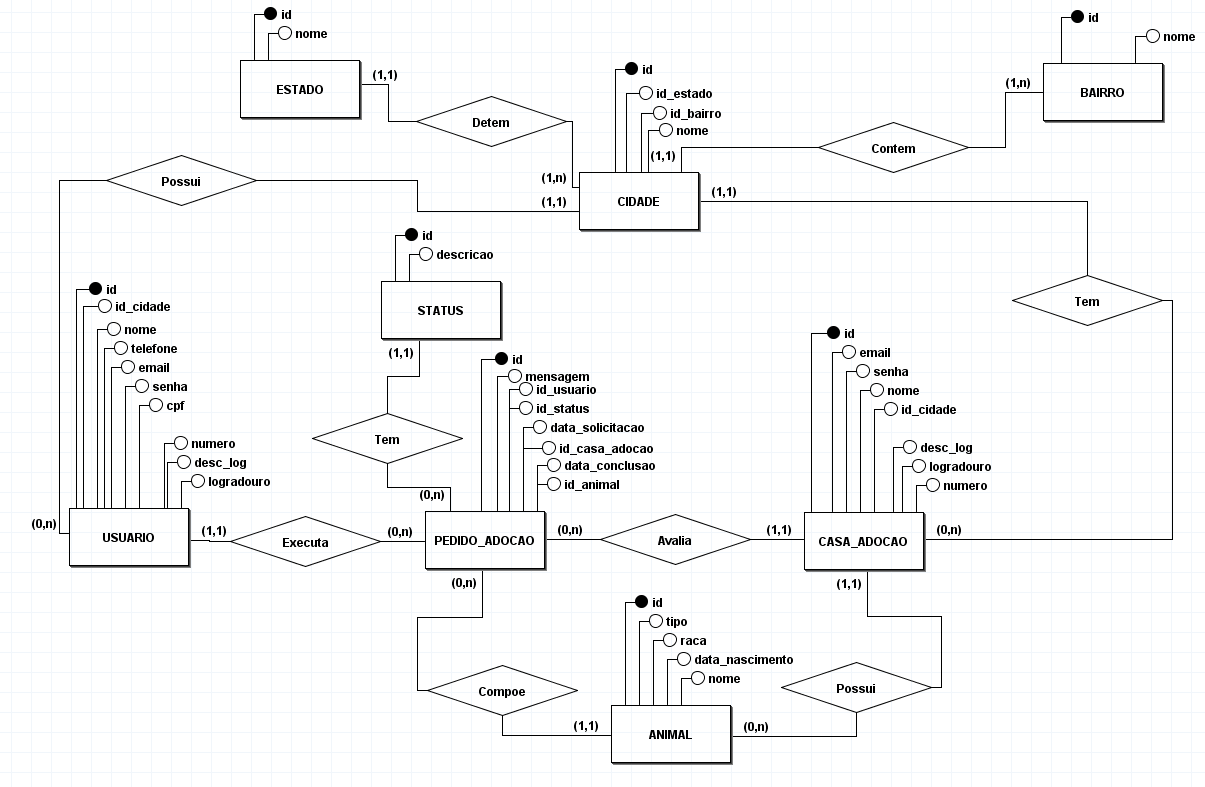 id
nome
ESTADO
(1,1)
Detem
(1,n)
id
id_estado
id_bairro
nome
(1,1)
CIDADE
(1,1)
(1,1)
id
nome
BAIRRO
(1,n)
Contem
Possui
(0,n)
id
descricao
STATUS
(1,1)
Tem
(0,n)
Tem
(0,n)
id
id_cidade
nome
telefone
email
senha
cpf
numero
desc_log
logradouro
USUARIO
(1,1)
Executa
(0,n)
id
mensagem
id_usuario
id_status
data_solicitacao
id_casa_adocao
data_conclusao
id_animal
PEDIDO_ADOCAO
(0,n)
Avalia
(1,1)
id
email
senha
nome
id_cidade
desc_log
logradouro
numero
CASA_ADOCAO
(1,1)
(0,n)
Compoe
(1,1)
id
tipo
raca
data_nascimento
nome
ANIMAL
(0,n)
Possui